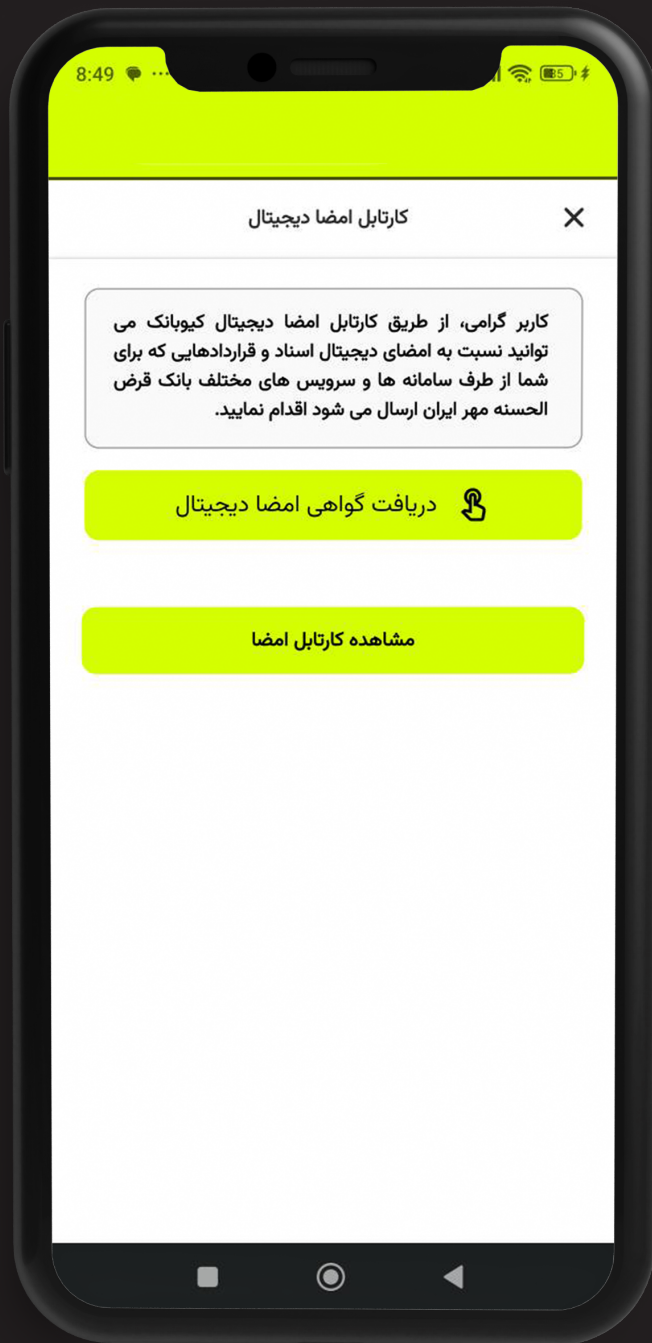 8:49
85
کارتابل امضا دیجیتال
کاربر گرامی، از طریق کارتابل امضا دیجیتال کیوبانک می
توانید نسبت به امضای دیجیتال اسناد و قراردادهایی که برای
شما از طرف سامانه ها و سرویس های مختلف بانک قرض
الحسنه مهر ایران ارسال می شود اقدام نمایید.
دریافت گواهی امضا دیجیتال
مشاهده کارتابل امضا